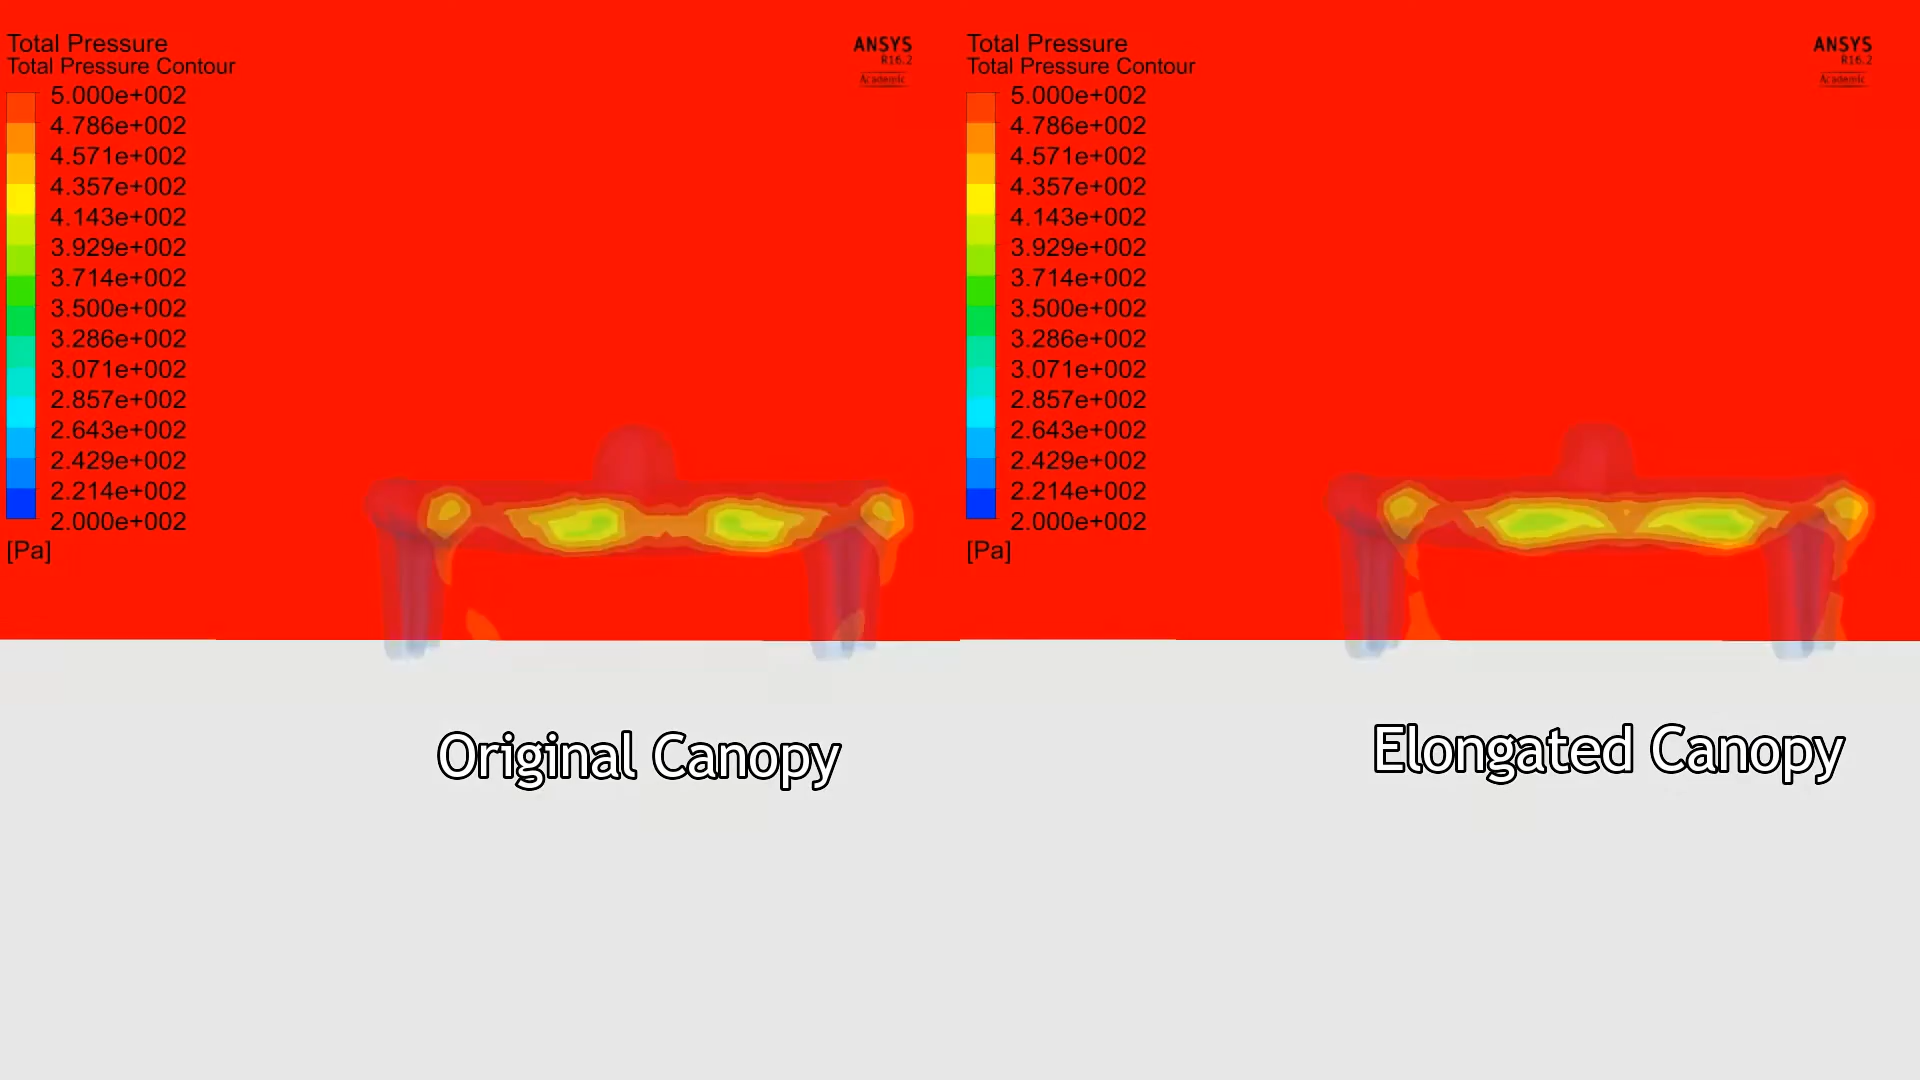 Total Pressure
Total Pressure Contour
5.000e+002
4.786e+002
4.571e+002
4.357e+002
4.143e+002
3.929e+002
3.714e+002
3.500e+002
3.286e+002
3.071e+002
2.857e+002
2.643e+002
2.429e+002
2.214e+002
2.000e+002
[Pa]
ANSYS
R16.2
Academic
Original Canopy
Total Pressure
Total Pressure Contour
5.000e+002
4.786e+002
4.571e+002
4.357e+002
4.143e+002
3.929e+002
3.714e+002
3.500e+002
3.286e+002
3.071e+002
2.857e+002
2.643e+002
2.429e+002
2.214e+002
2.000e+002
[Pa]
ANSYS
R16.2
Academic
Elongated Canopy